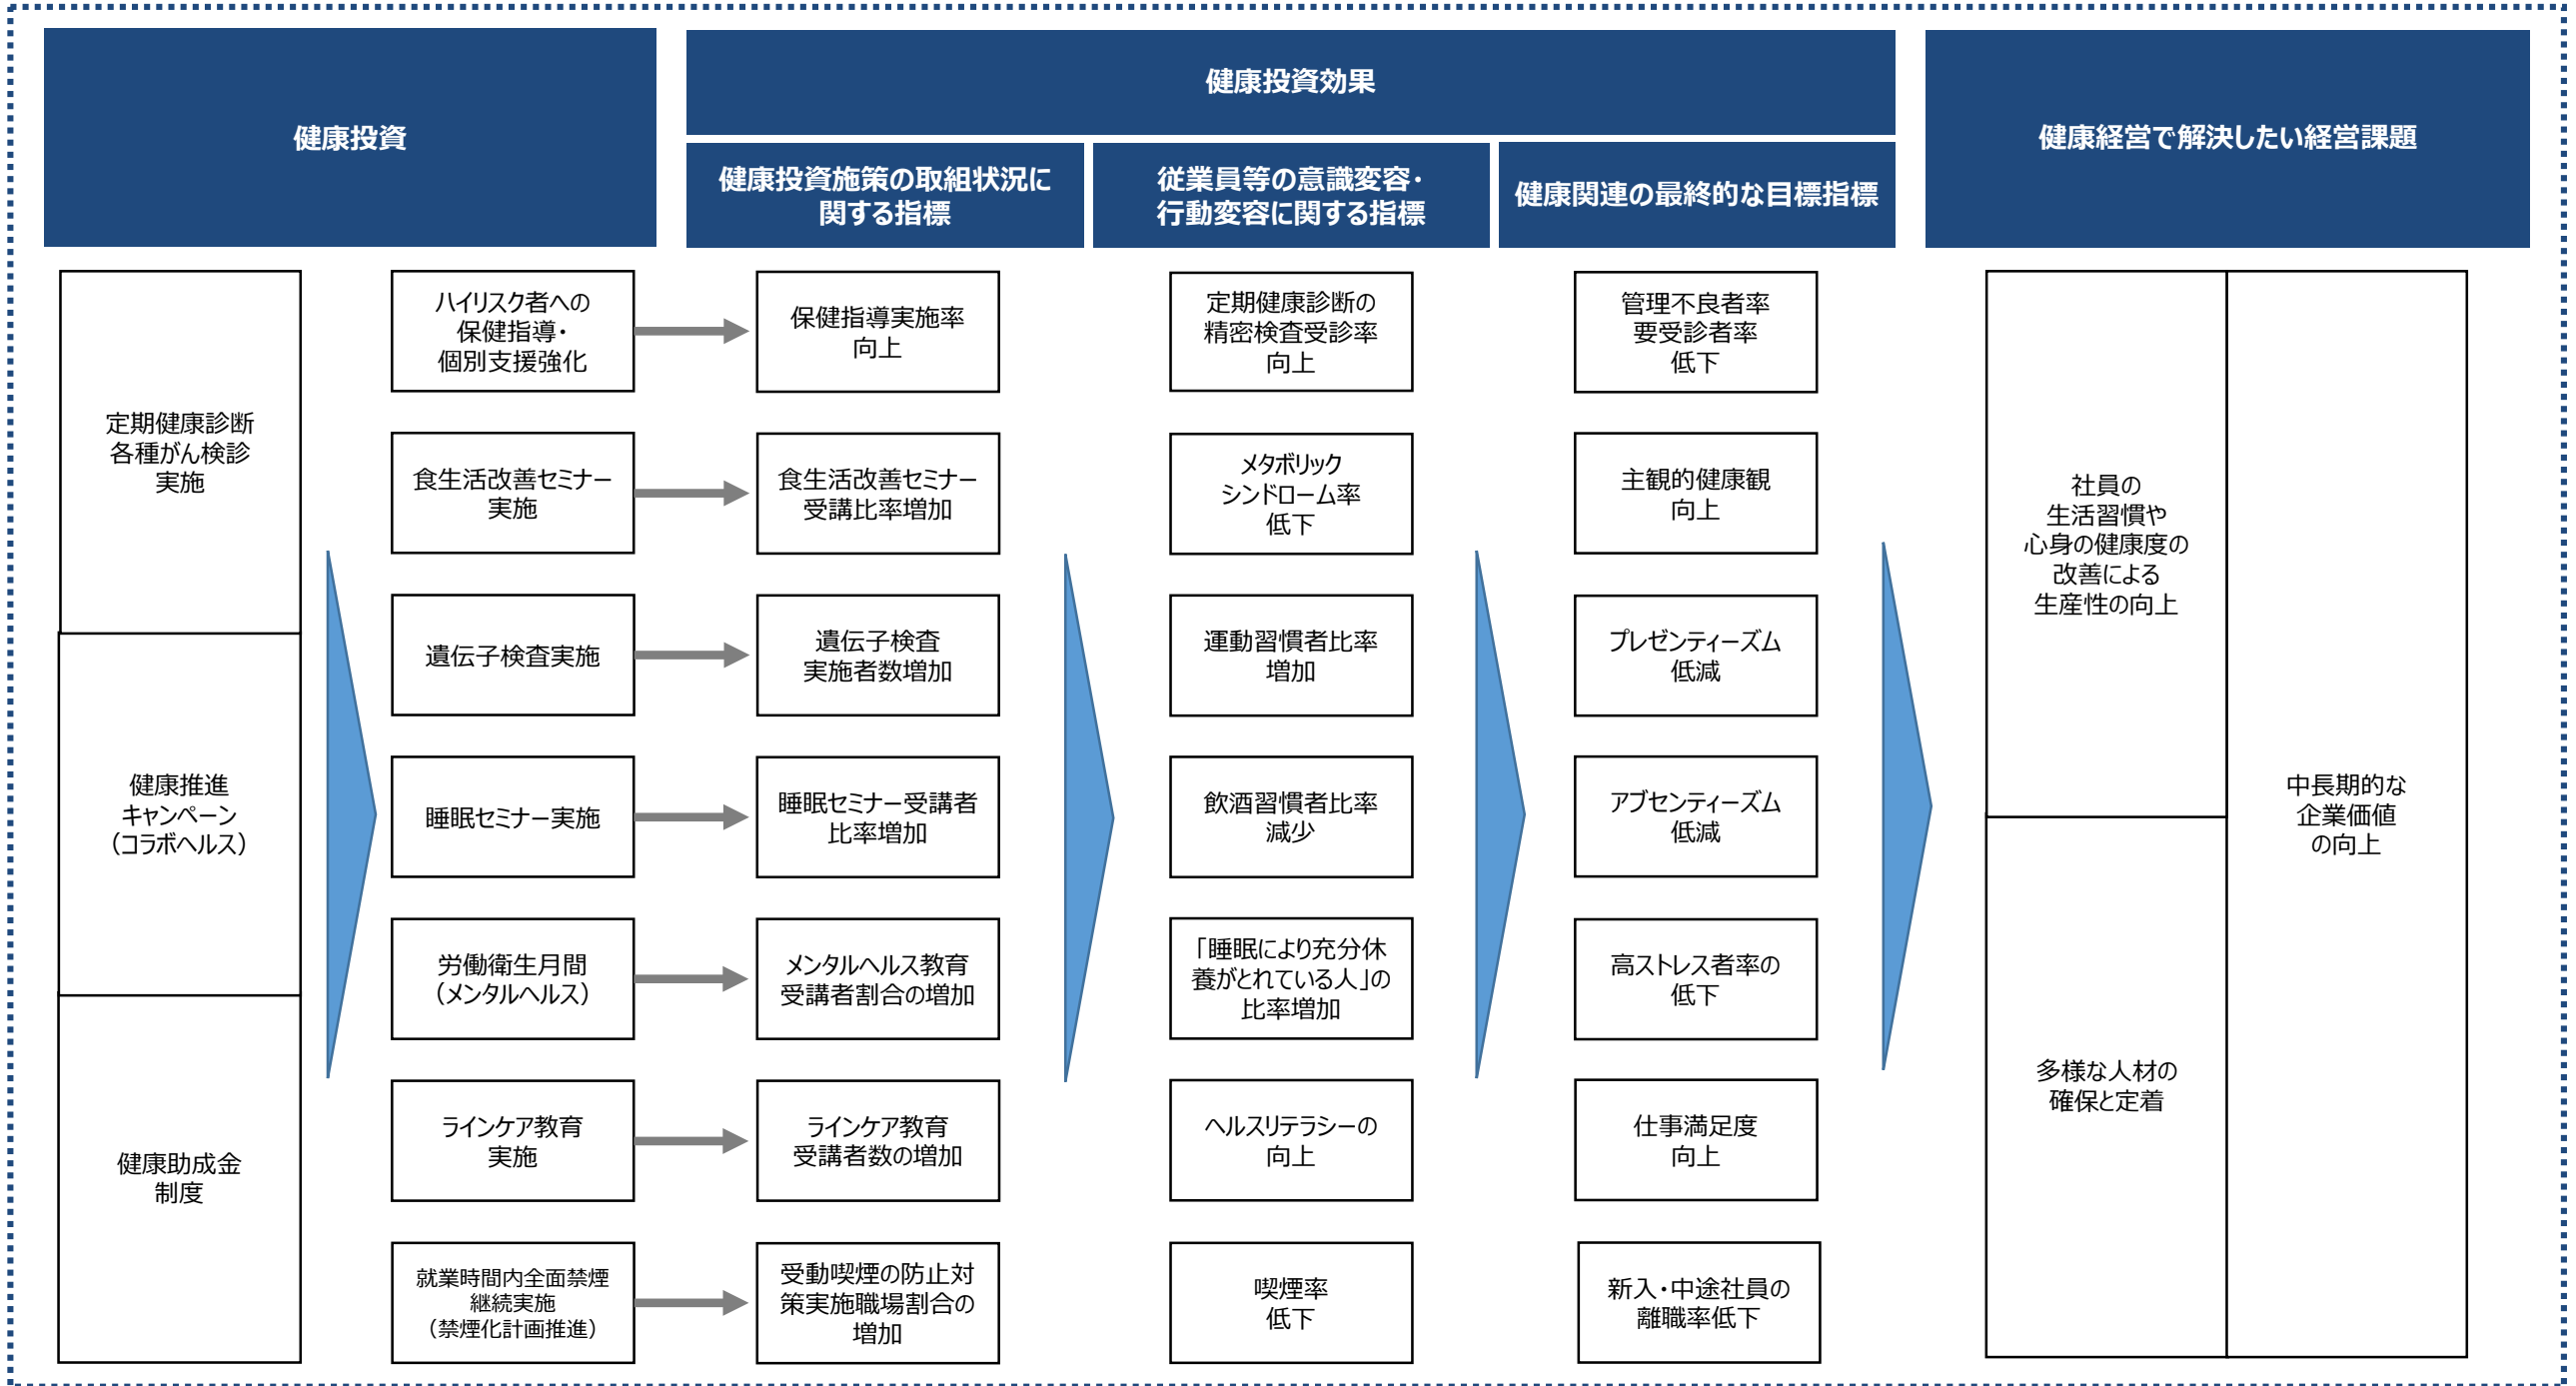 健康投資
健康投資効果
健康投資施策の取組状況に
関する指標
従業員等の意識変容・
行動変容に関する指標
健康関連の最終的な目標指標
健康経営で解決したい経営課題
定期健康診断
各種がん検診
実施
健康推進
キャンペーン
（コラボヘルス）
健康助成金
制度
ハイリスク者への
保健指導・
個別支援強化
食生活改善セミナー
実施
遺伝子検査実施
睡眠セミナー実施
労働衛生月間
（メンタルヘルス）
ラインケア教育
実施
就業時間内全面禁煙
継続実施
（禁煙化計画推進）
保健指導実施率
向上
食生活改善セミナー
受講比率増加
遺伝子検査
実施者数増加
睡眠セミナー受講者
比率増加
メンタルヘルス教育
受講者割合の増加
ラインケア教育
受講者数の増加
受動喫煙の防止対
策実施職場割合の
増加
定期健康診断の
精密検査受診率
向上
メタボリック
シンドローム率
低下
運動習慣者比率
増加
飲酒習慣者比率
減少
「睡眠により充分休
養がとれている人」の
比率増加
ヘルスリテラシーの
向上
喫煙率
低下
管理不良者率
要受診者率
低下
主観的健康観
向上
プレゼンティーズム
低減
アブセンティーズム
低減
高ストレス者率の
低下
仕事満足度
向上
新入・中途社員の
離職率低下
社員の
生活習慣や
心身の健康度の
改善による
生産性の向上
多様な人材の
確保と定着
中長期的な
企業価値
の向上